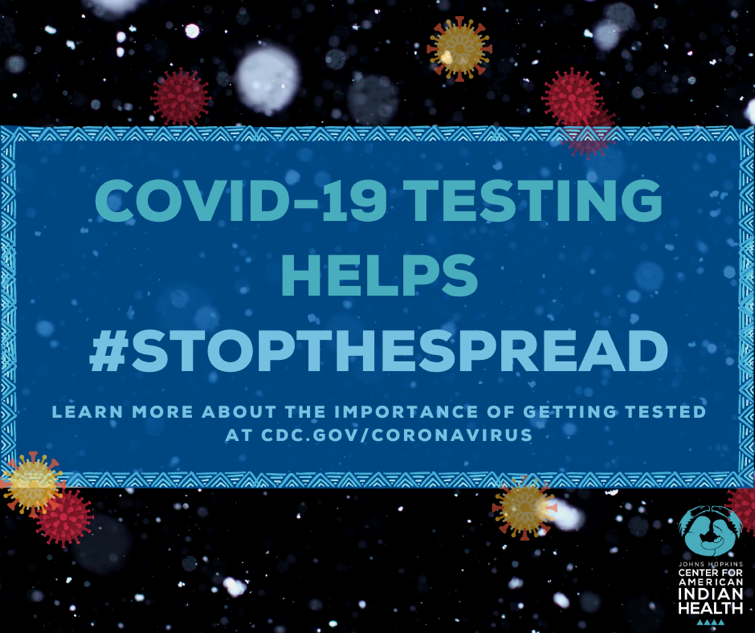 COVID-19 TESTING
HELPS
#STOPTHESPREAD
LEARN MORE ABOUT THE IMPORTANCE OF GETTING TESTED
AT CDC.GOV/CORONAVIRUS
JOHNS HOPKINS
CENTER FOR
AMERICAN
INDIAN
HEALTH